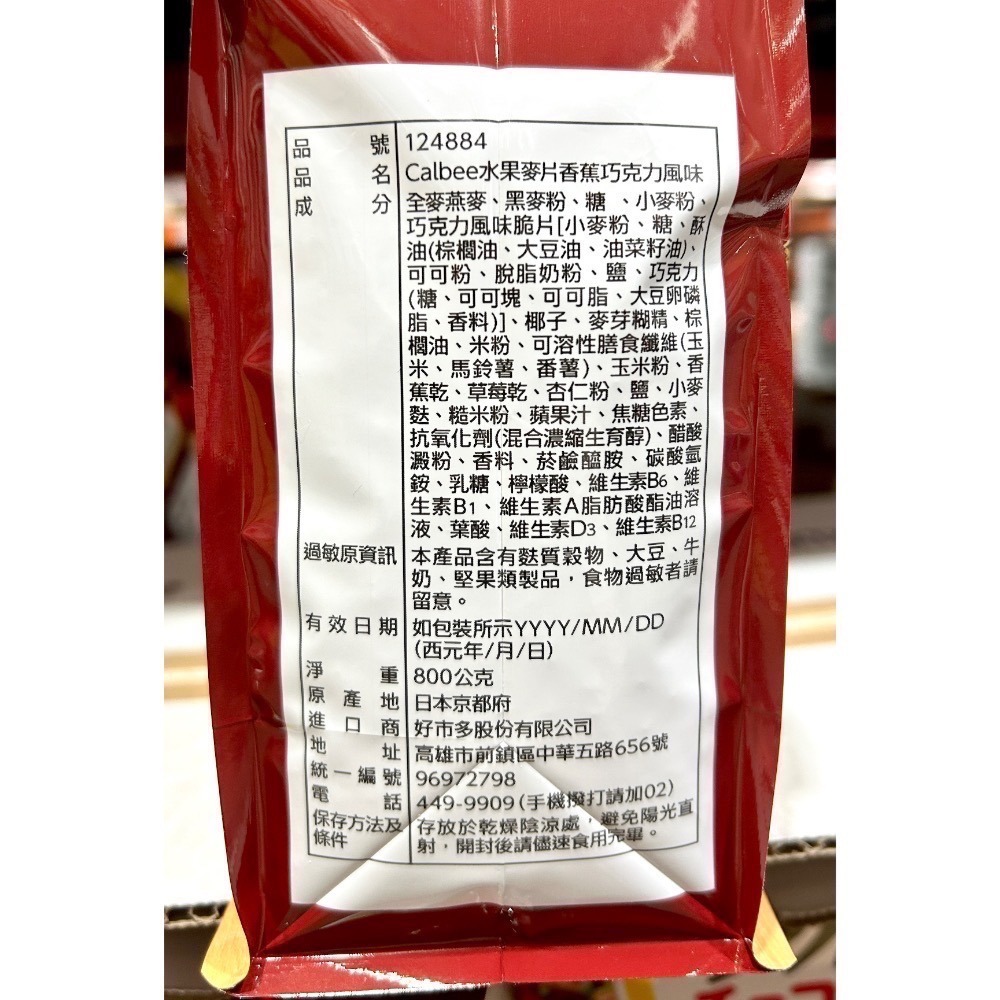 品號 124884
品名 Calbee水果麥片香蕉巧克力風味
成分 全麥燕麥、黑麥粉、糖 、小麥粉、
巧克力風味脆片[小麥粉、糖、酥
油(棕櫚油、大豆油、油菜籽油)、
可可粉、脫脂奶粉、鹽、巧克力
(糖、可可塊、可可脂、大豆卵磷
脂、香料)]、椰子、麥芽糊精、棕
櫚油、米粉、可溶性膳食纖維(玉
米、馬鈴薯、番薯)、玉米粉、香
蕉乾、草莓乾、杏仁粉、鹽、小麥
麩、糙米粉、蘋果汁、焦糖色素、
抗氧化劑(混合濃縮生育醇)、醋酸
澱粉、香料、菸鹼醯胺、碳酸氫
銨、乳糖、檸檬酸、維生素B6、維
生素B1、維生素A脂肪酸酯油溶
液、葉酸、維生素D3、維生素B12
過敏原資訊 本產品含有麩質穀物、大豆、牛
奶、堅果類製品，食物過敏者請
留意。
有效日期 如包裝所示YYYY/MM/DD
(西元年/月/日)
淨重 800公克
原產地 日本京都府
進口商 好市多股份有限公司
地址 高雄市前鎮區中華五路656號
統一編號 96972798
電話 449-9909(手機撥打請加02)
保存方法及 存放於乾燥陰涼處，避免陽光直
條件 射，開封後請儘速食用完畢。